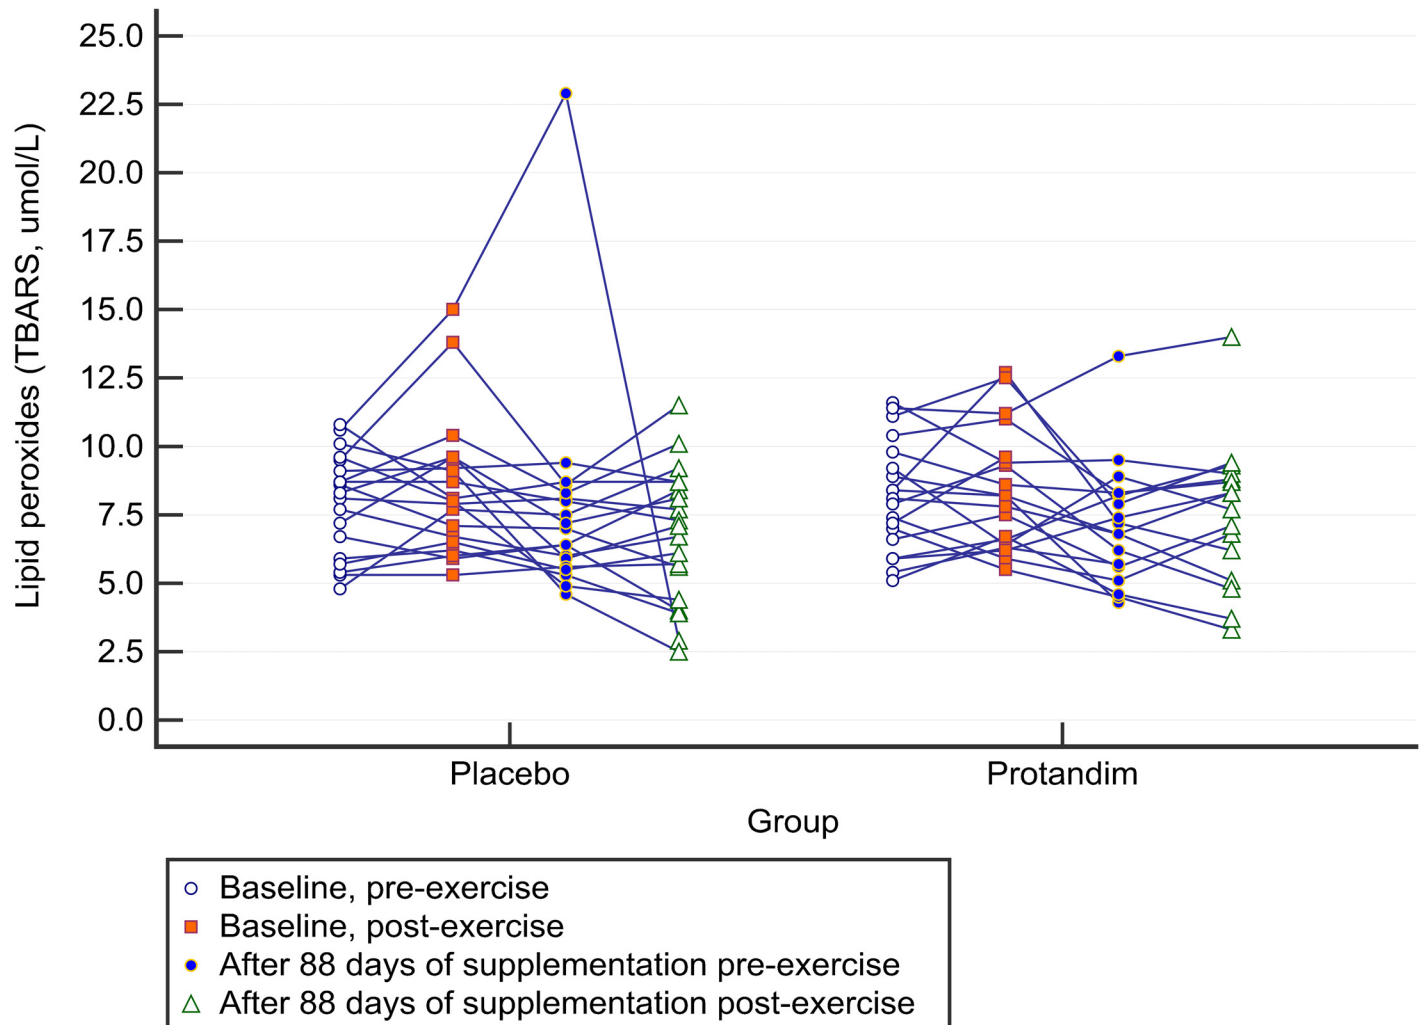 Lipid peroxides (TBARS, umol/L)
25.0
22.5
20.0
17.5
15.0
12.5
10.0
7.5
5.0
2.5
0.0
Placebo
Protandim
Group
Baseline, pre-exercise
Baseline, post-exercise
After 88 days of supplementation pre-exercise
After 88 days of supplementation post-exercise